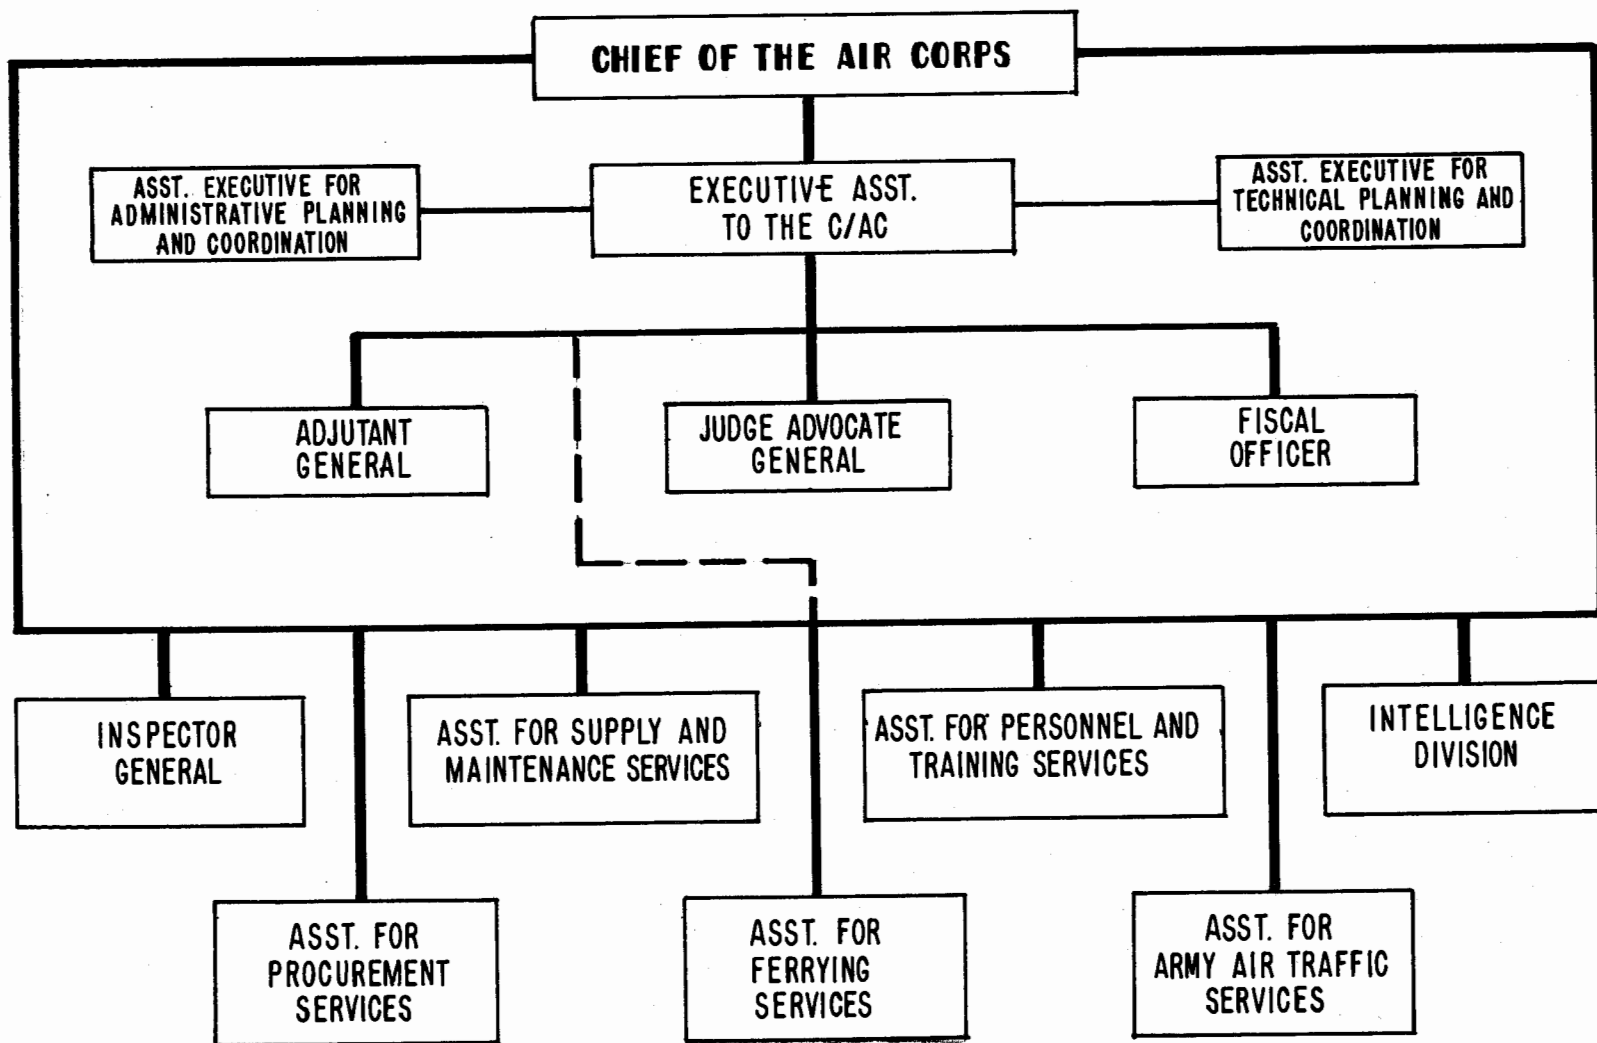 CHIEF OF THE AIR CORPS
ASST. EXECUTIVE FOR
ADMINISTRATIVE PLANNING
AND COORDINATION
EXECUTIVE ASST.
TO THE C/AC
ASST. EXECUTIVE FOR
TECHNICAL PLANNING AND
COORDINATION
ADJUTANT
GENERAL
JUDGE ADVOCATE
GENERAL
FISCAL
OFFICER
INSPECTOR
GENERAL
ASST. FOR SUPPLY AND
MAINTENANCE SERVICES
ASST. FOR PERSONNEL AND
TRAINING SERVICES
INTELLIGENCE
DIVISION
ASST. FOR
PROCUREMENT
SERVICES
ASST. FOR
FERRYING
SERVICES
ASST. FOR
ARMY AIR TRAFFIC
SERVICES